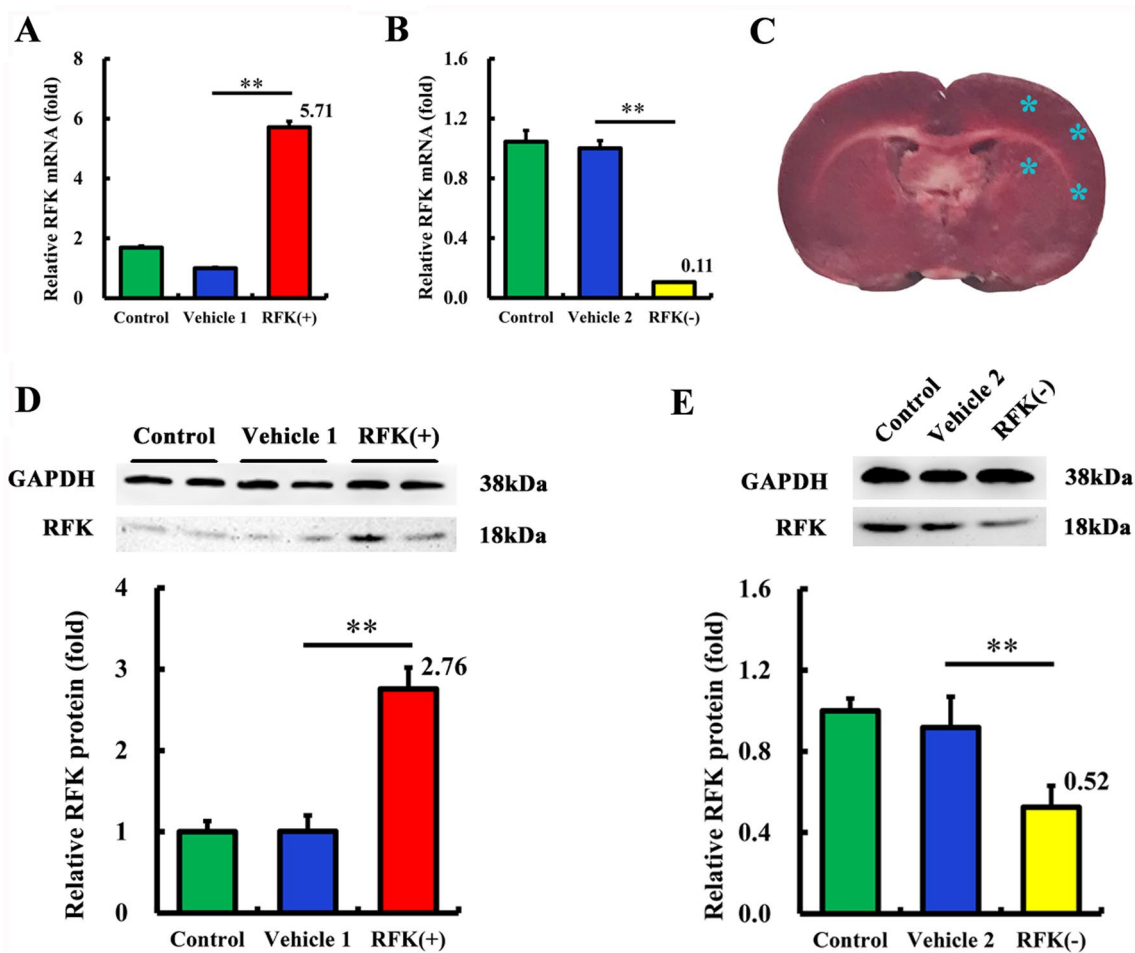 A
Relative RFK mRNA (fold)
8
6
4
2
0
**
5.71
Control Vehicle 1 RFK(+)
B
Relative RFK mRNA (fold)
1.6
1.2
0.8
0.4
0.0
**
0.11
Control Vehicle 2 RFK(-)
C
*
*
*
*
D
Control Vehicle 1 RFK(+)
GAPDH 38kDa
RFK 18kDa
Relative RFK protein (fold)
4
3
2
1
0
**
2.76
Control Vehicle 1 RFK(+)
E
Control Vehicle 2 RFK(-)
GAPDH 38kDa
RFK 18kDa
Relative RFK protein (fold)
1.6
1.2
0.8
0.4
0.0
**
0.52
Control Vehicle 2 RFK(-)